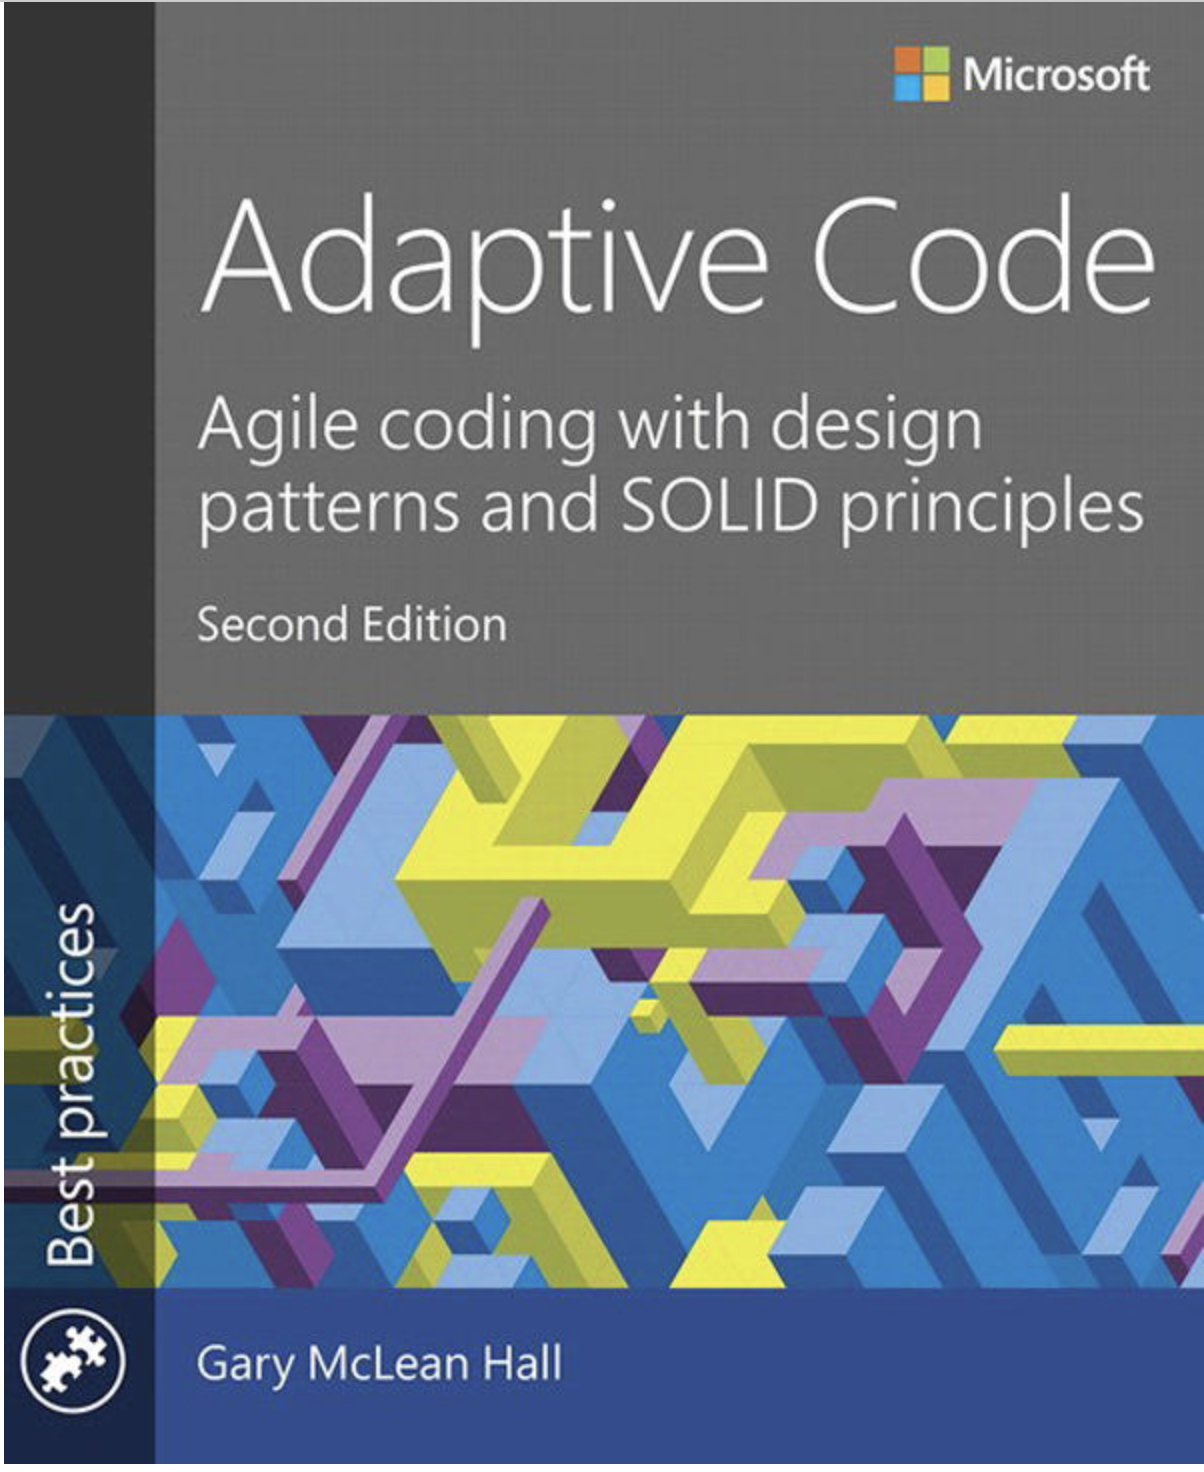 Microsoft
Adaptive Code
Agile coding with design
patterns and SOLID principles
Second Edition
Best practices
Gary McLean Hall